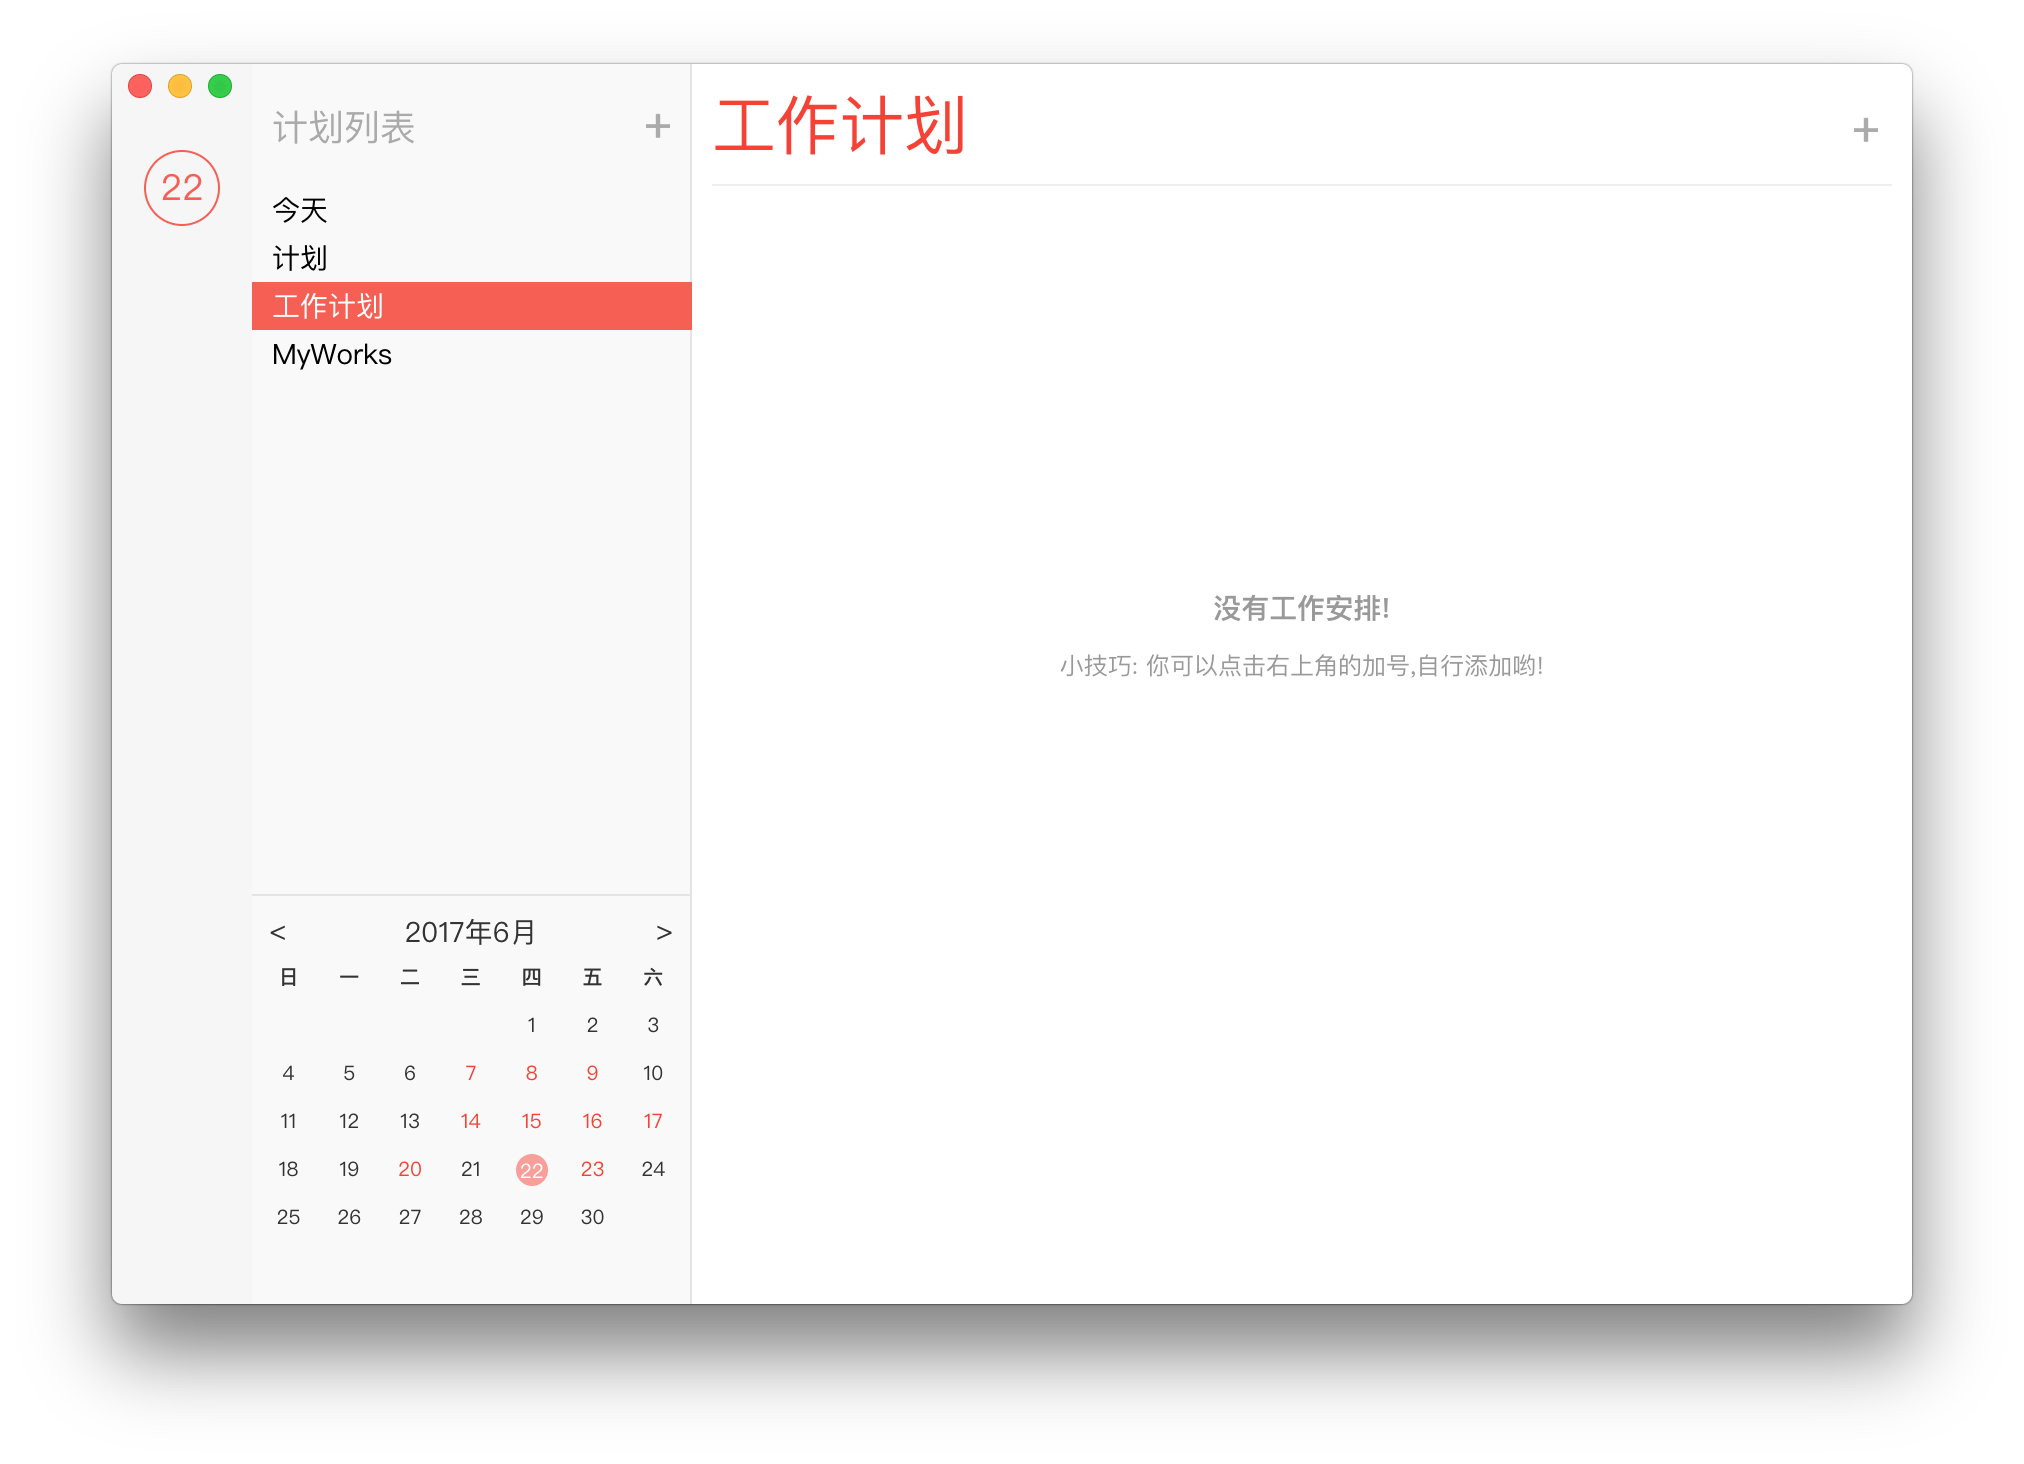 22
计划列表 +
今天
计划
工作计划
MyWorks
< 2017年6月 >
日 一 二 三 四 五 六
1 2 3
4 5 6 7 8 9 10
11 12 13 14 15 16 17
18 19 20 21 22 23 24
25 26 27 28 29 30
工作计划 +
没有工作安排!
小技巧: 你可以点击右上角的加号,自行添加哟!